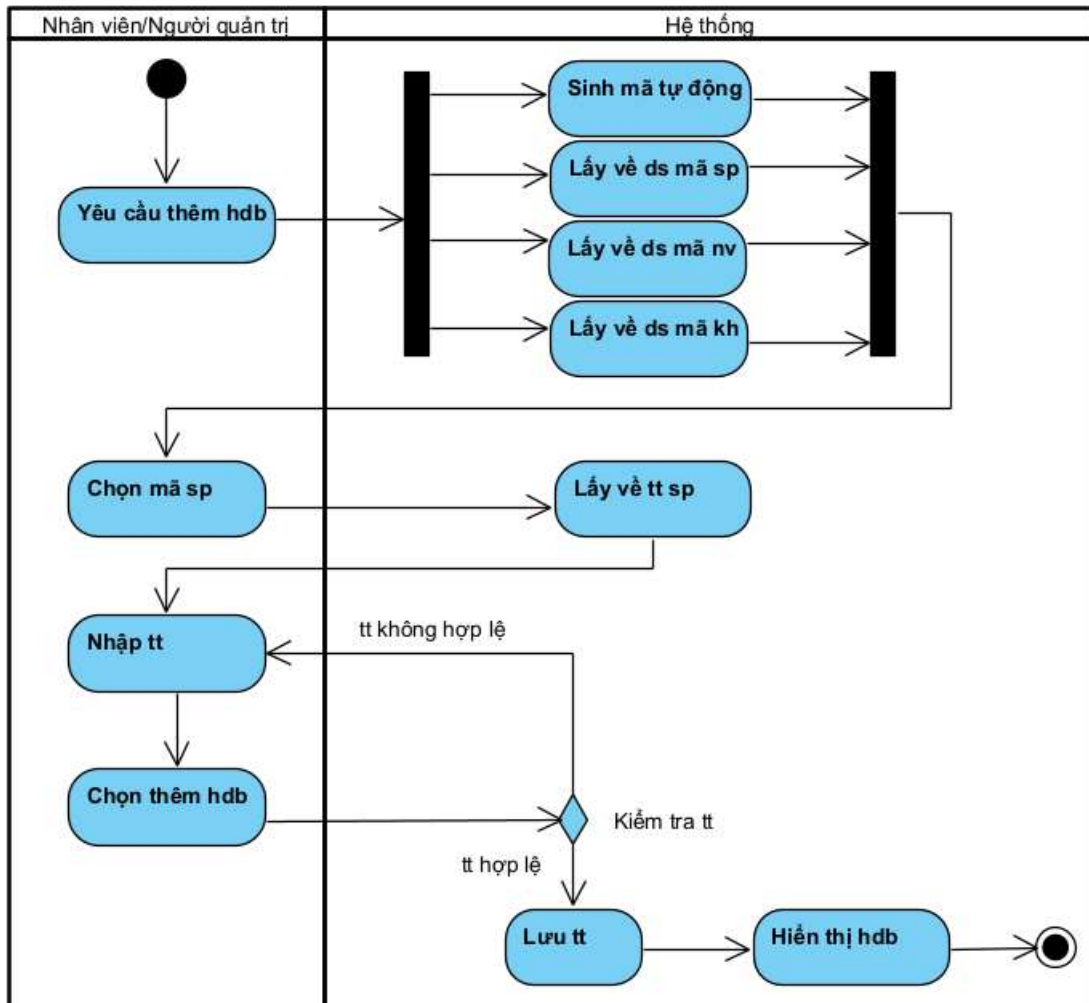 Nhân viên/Người quản trị
Hệ thống
Sinh mã tự động
Lấy về ds mã sp
Yêu cầu thêm hdb
Lấy về ds mã nv
Lấy về ds mã kh
Chọn mã sp
Lấy về tt sp
Nhập tt
tt không hợp lệ
Chọn thêm hdb
Kiểm tra tt
tt hợp lệ
Lưu tt
Hiển thị hdb